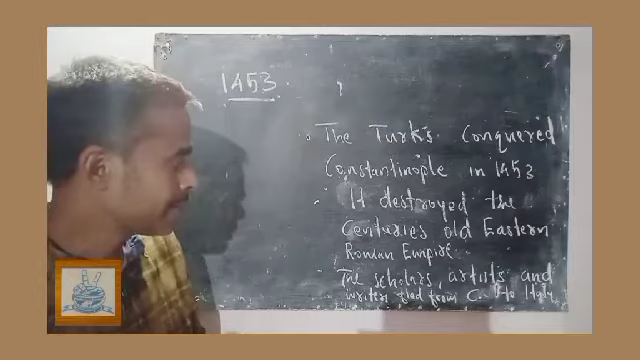 1453
The Turk's Conquered
Constantinople in 1453
It destroyed the
Centuries old Eastern
Roman Empire
The scholars, artists and
writers fled from C. to Italy